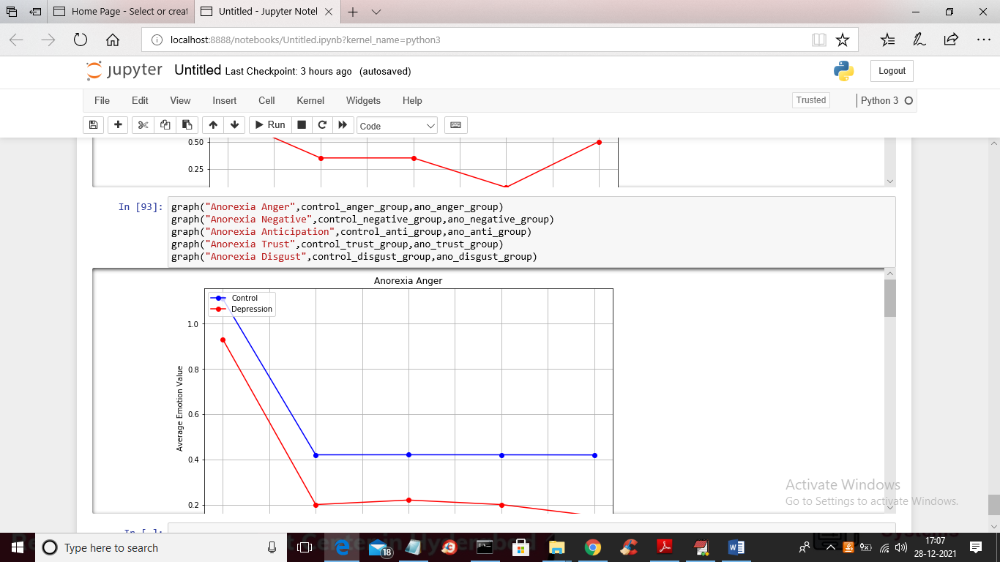 Home Page - Select or creat
Untitled - Jupyter Notel
localhost:8888/notebooks/Untitled.ipynb?kernel_name=python3
jupyter Untitled Last Checkpoint: 3 hours ago (autosaved)
Logout
File Edit View Insert Cell Kernel Widgets Help
Trusted
Python 3
Run
Code
0.50
0.25
In [93]:
graph("Anorexia Anger",control_anger_group,ano_anger_group)
graph("Anorexia Negative",control_negative_group,ano_negative_group)
graph("Anorexia Anticipation",control_anti_group,ano_anti_group)
graph("Anorexia Trust",control_trust_group,ano_trust_group)
graph("Anorexia Disgust",control_disgust_group,ano_disgust_group)
Anorexia Anger
Control
Depression
1.0
0.8
0.6
0.4
0.2
Average Emotion Value
Activate Windows
Go to Settings to activate Windows.
In [ ]:
Type here to search
18
17:07
28-12-2021